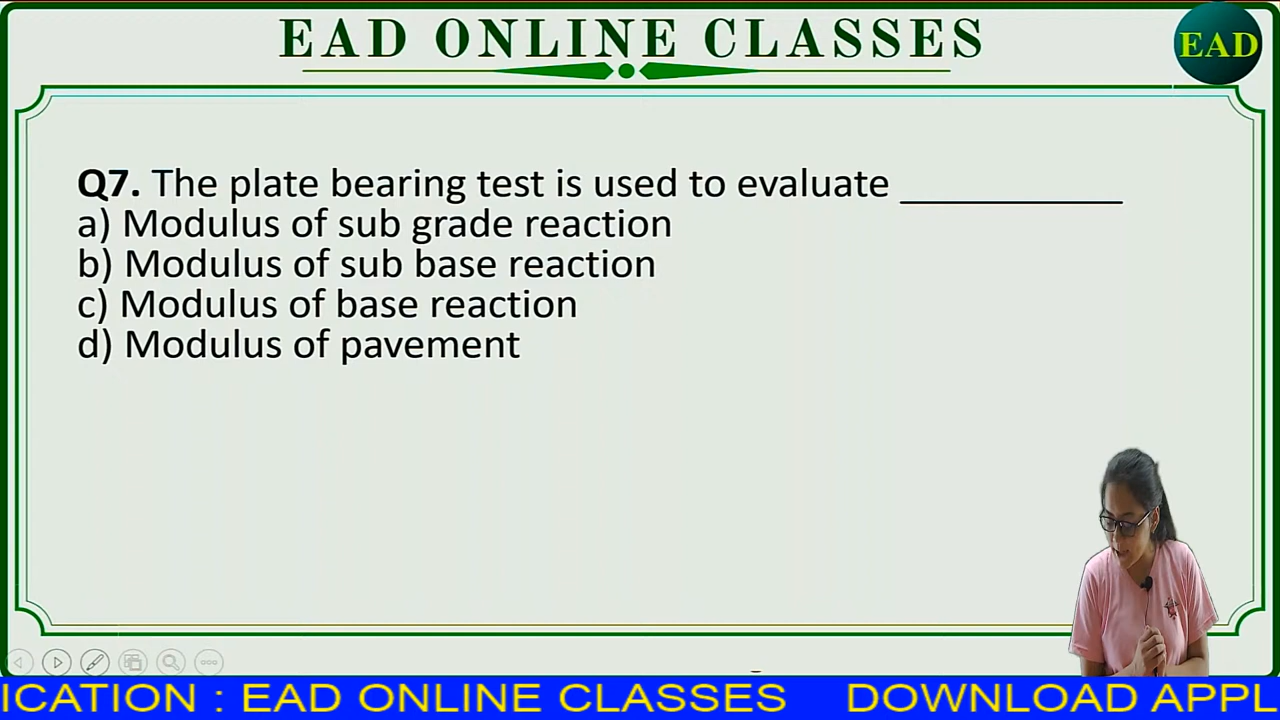 EAD ONLINE CLASSES
EAD
Q7. The plate bearing test is used to evaluate ___________
a) Modulus of sub grade reaction
b) Modulus of sub base reaction
c) Modulus of base reaction
d) Modulus of pavement
ICATION : EAD ONLINE CLASSES DOWNLOAD APPL